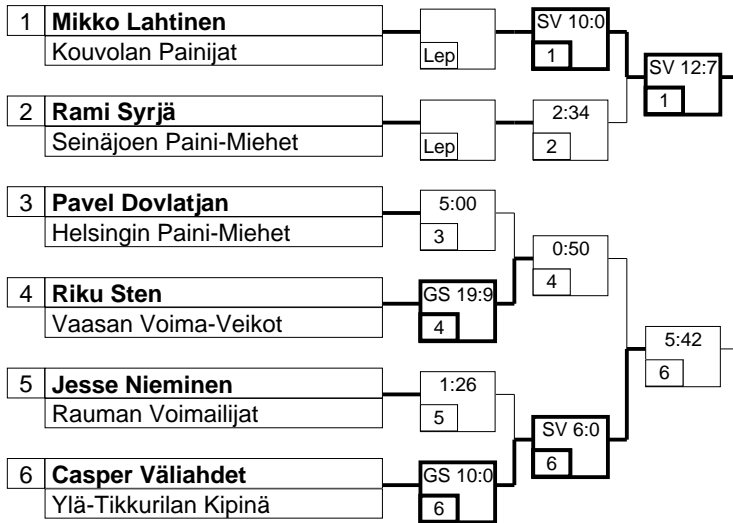 1 Mikko Lahtinen
Kouvolan Painijat
Lep
SV 10:0
1
SV 12:7
1
2 Rami Syrjä
Seinäjoen Paini-Miehet
Lep
2:34
2
3 Pavel Dovlatjan
Helsingin Paini-Miehet
5:00
3
0:50
4
4 Riku Sten
Vaasan Voima-Veikot
GS 19:9
4
5:42
6
5 Jesse Nieminen
Rauman Voimailijat
1:26
5
SV 6:0
6
6 Casper Väliahdet
Ylä-Tikkurilan Kipinä
GS 10:0
6